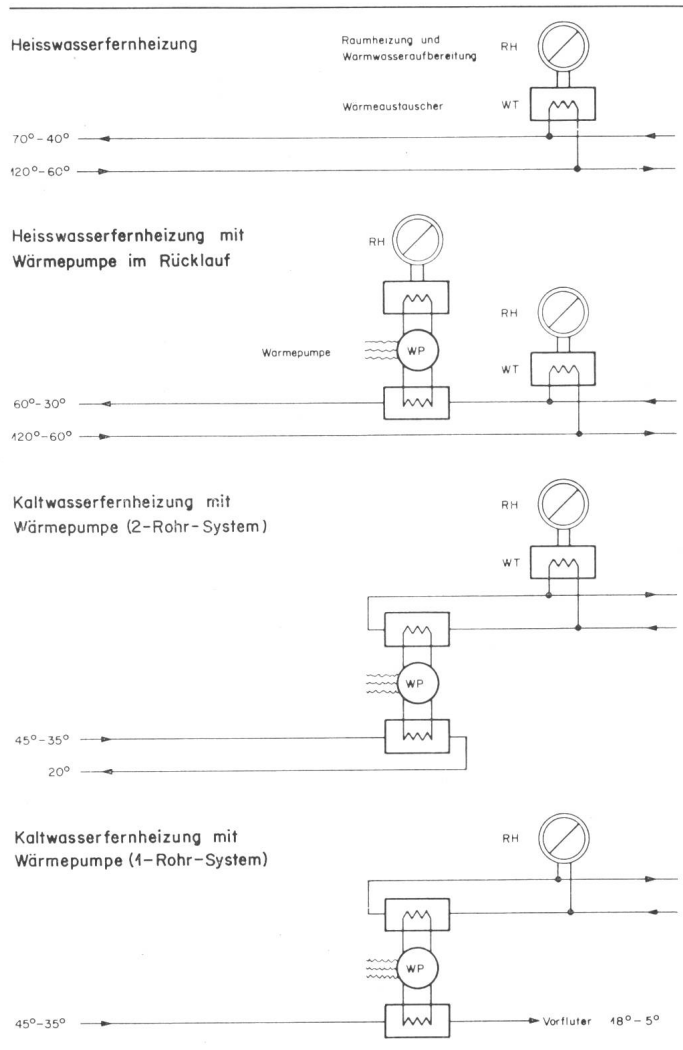 Heisswasserfernheizung
Raumheizung und
Warmwasseraufbereitung
RH
Wärmeaustauscher
WT
70°-40°
120°-60°
Heisswasserfernheizung mit
Wärmepumpe im Rücklauf
RH
RH
Wärmepumpe
WP
WT
60°-30°
120°-60°
Kaltwasserfernheizung mit
Wärmepumpe (2-Rohr-System)
RH
WT
WP
45°-35°
20°
Kaltwasserfernheizung mit
Wärmepumpe (1-Rohr-System)
RH
WP
45°-35°
Vorfluter 18°-5°